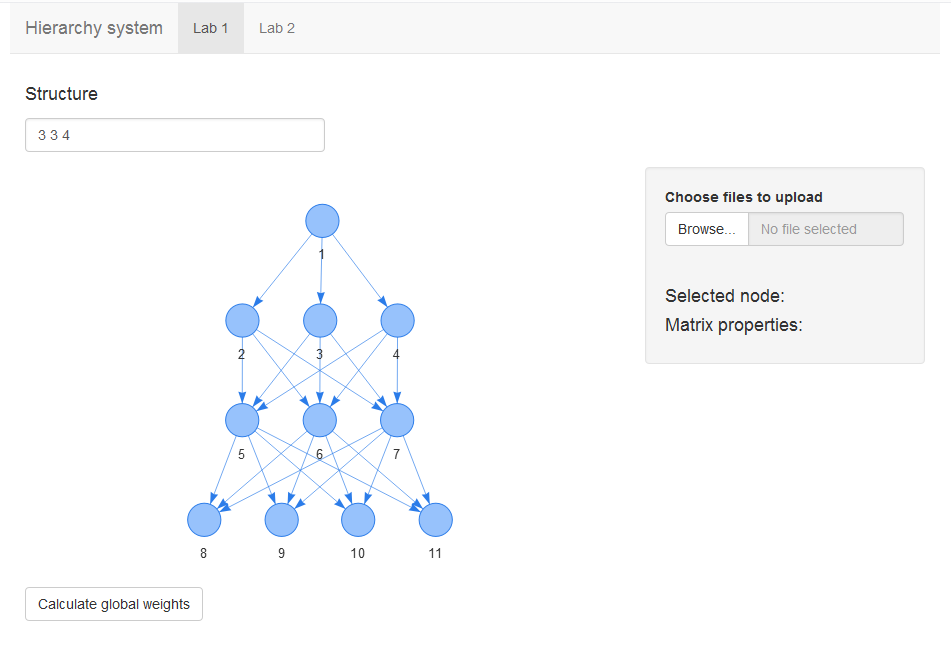 Hierarchy system Lab 1 Lab 2
Structure
3 3 4
Choose files to upload
Browse... No file selected
Selected node:
Matrix properties:
1
2 3 4
5 6 7
8 9 10 11
Calculate global weights